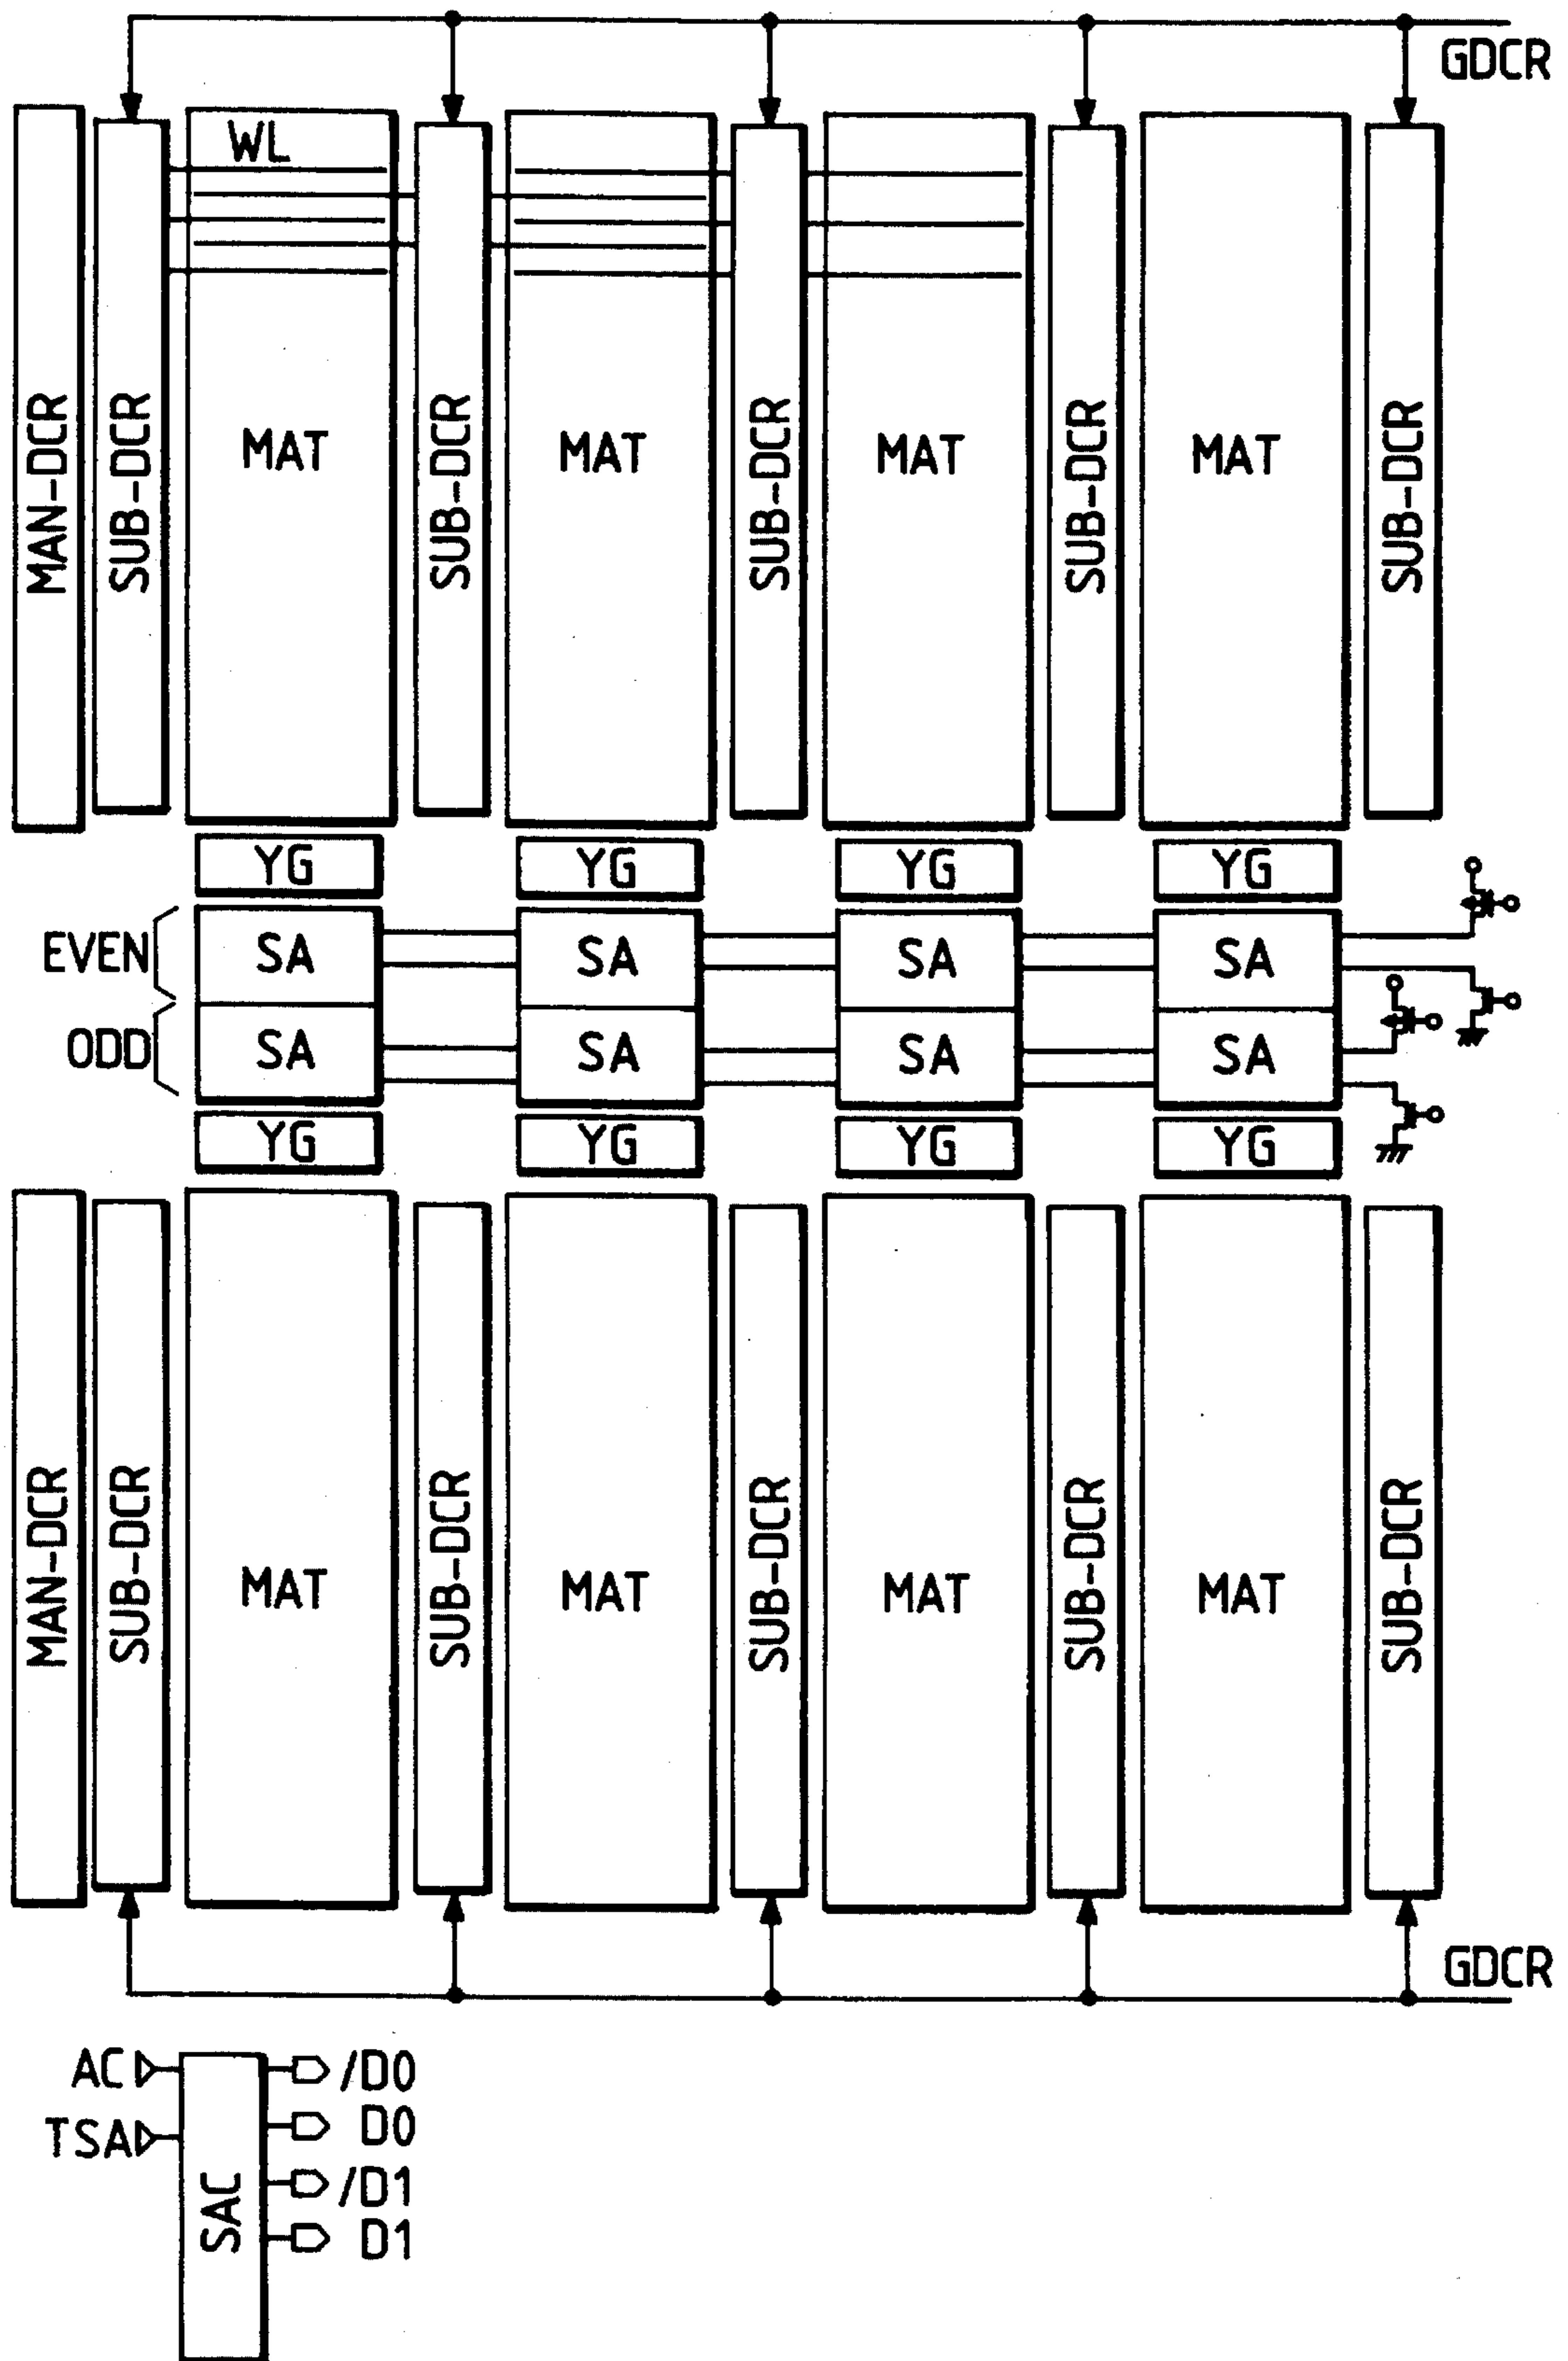 GDCR
WL
MAN-DCR
SUB-DCR
MAT
SUB-DCR
MAT
SUB-DCR
MAT
SUB-DCR
MAT
SUB-DCR
YG YG YG YG
EVEN SA SA SA SA
ODD SA SA SA SA
YG YG YG YG
MAN-DCR
SUB-DCR
MAT
SUB-DCR
MAT
SUB-DCR
MAT
SUB-DCR
MAT
SUB-DCR
GDCR
AC
TSA
SAC
/D0
D0
/D1
D1